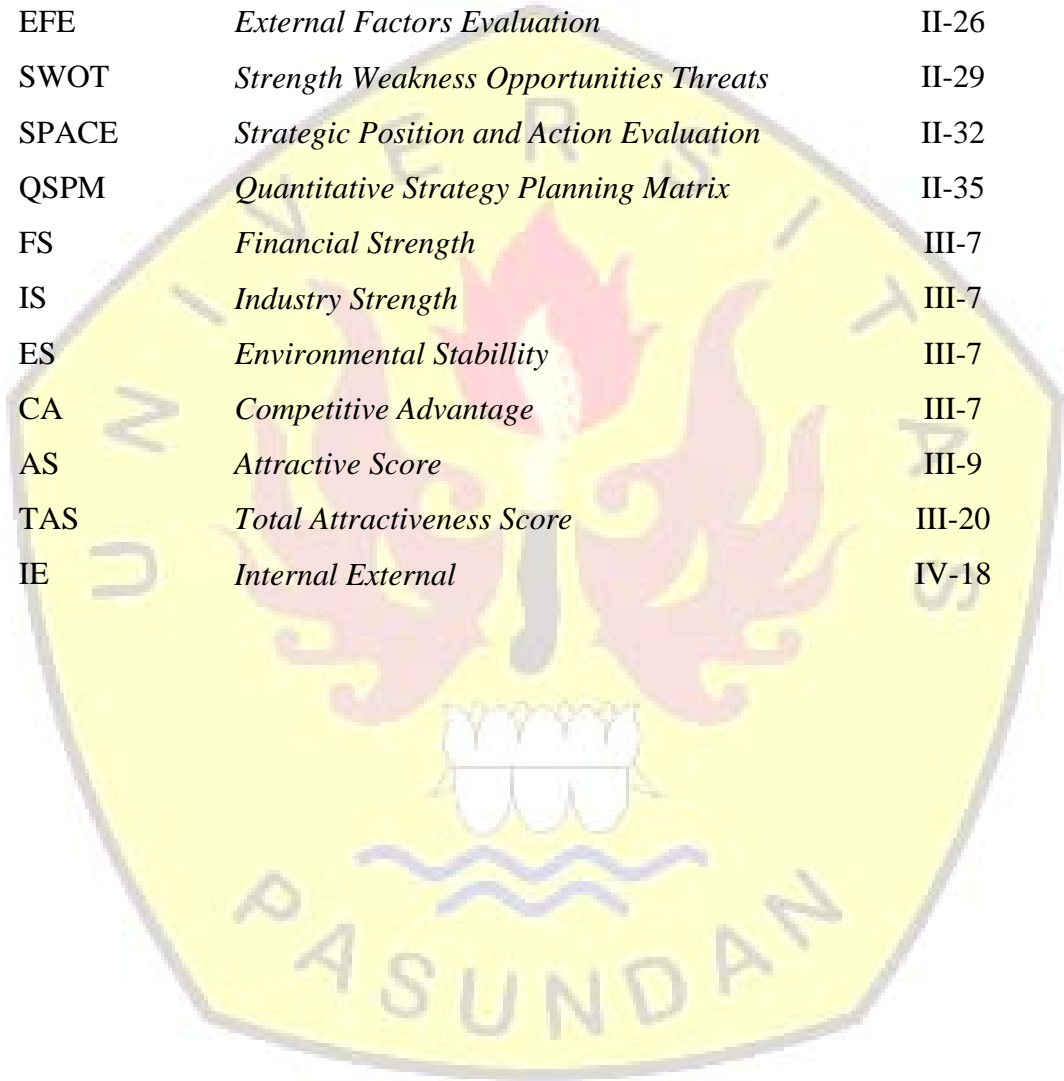 EFE External Factors Evaluation II-26
SWOT Strength Weakness Opportunities Threats II-29
SPACE Strategic Position and Action Evaluation II-32
QSPM Quantitative Strategy Planning Matrix II-35
FS Financial Strength III-7
IS Industry Strength III-7
ES Environmental Stabillity III-7
CA Competitive Advantage III-7
AS Attractive Score III-9
TAS Total Attractiveness Score III-20
IE Internal External IV-18
UNIVERSITAS
PASUNDAN